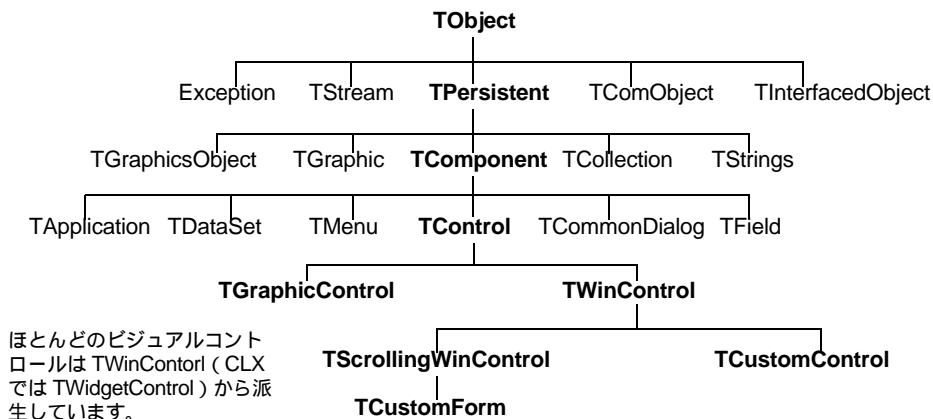 TObject
Exception TStream TPersistent TComObject TInterfacedObject
TGraphicsObject TGraphic TComponent TCollection TStrings
TApplication TDataSet TMenu TControl TCommonDialog TField
TGraphicControl TWinControl
TScrollingWinControl TCustomControl
TCustomForm
ほとんどのビジュアルコント
ロールは TWinContorl ( CLX
では TWidgetControl ) から派
生しています。